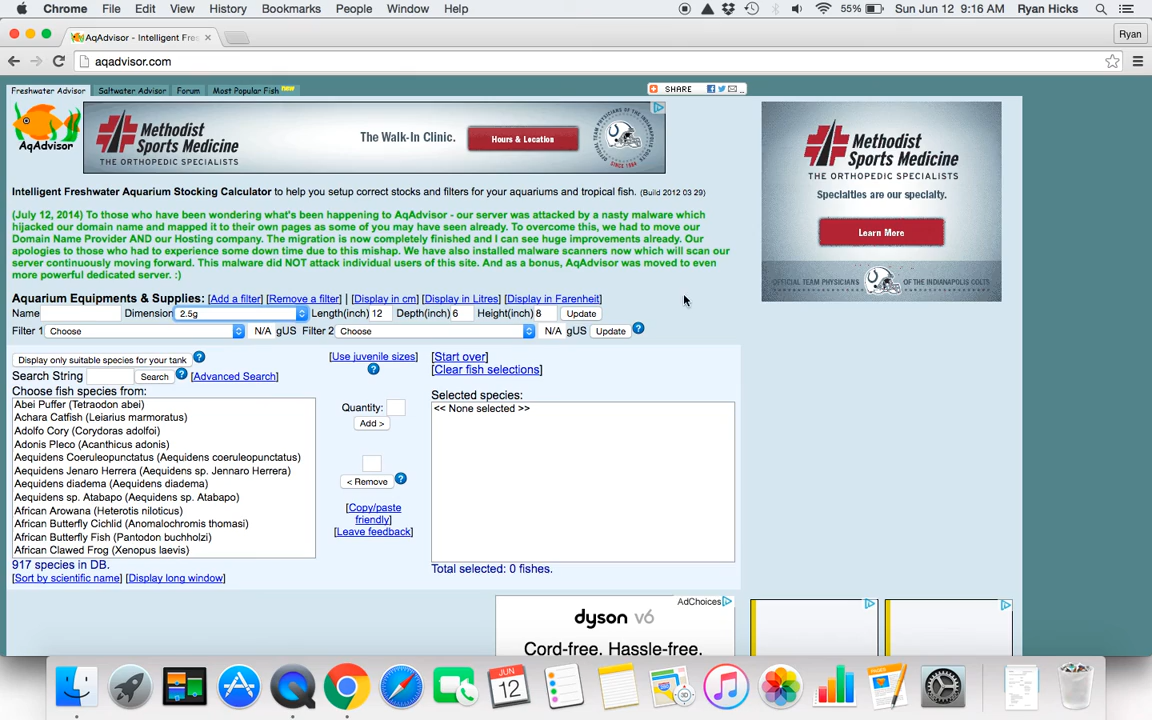 Chrome File Edit View History Bookmarks People Window Help 55% Sun Jun 12 9:16 AM Ryan Hicks
AqAdvisor - Intelligent Fres × Ryan
aqadvisor.com
Freshwater Advisor Saltwater Advisor Forum Most Popular Fish new SHARE
AqAdvisor
Methodist
Sports Medicine
THE ORTHOPEDIC SPECIALISTS
The Walk-In Clinic. Hours & Location
Methodist
Sports Medicine
THE ORTHOPEDIC SPECIALISTS
Specialties are our specialty.
Learn More
OFFICIAL TEAM PHYSICIANS OF THE INDIANAPOLIS COLTS
Intelligent Freshwater Aquarium Stocking Calculator to help you setup correct stocks and filters for your aquariums and tropical fish. (Build 2012 03 29)
(July 12, 2014) To those who have been wondering what's been happening to AqAdvisor - our server was attacked by a nasty malware which
hijacked our domain name and mapped it to their own pages as some of you may have seen already. To overcome this, we had to move our
Domain Name Provider AND our Hosting company. The migration is now completely finished and I can see huge improvements already. Our
apologies to those who had to experience some down time due to this mishap. We have also installed malware scanners now which will scan our
server continuously moving forward. This malware did NOT attack individual users of this site. And as a bonus, AqAdvisor was moved to even
more powerful dedicated server. :)
Aquarium Equipments & Supplies: [Add a filter] [Remove a filter] | [Display in cm] [Display in Litres] [Display in Farenheit]
Name Dimension 2.5g Length(inch) 12 Depth(inch) 6 Height(inch) 8 Update
Filter 1 Choose N/A gUS Filter 2 Choose N/A gUS Update ?
Display only suitable species for your tank ?
Search String Search ? [Advanced Search]
Choose fish species from:
Abei Puffer (Tetraodon abei)
Achara Catfish (Leiarius marmoratus)
Adolfo Cory (Corydoras adolfoi)
Adonis Pleco (Acanthicus adonis)
Aequidens Coeruleopunctatus (Aequidens coeruleopunctatus)
Aequidens Jenaro Herrera (Aequidens sp. Jennaro Herrera)
Aequidens diadema (Aequidens diadema)
Aequidens sp. Atabapo (Aequidens sp. Atabapo)
African Arowana (Heterotis niloticus)
African Butterfly Cichlid (Anomalochromis thomasi)
African Butterfly Fish (Pantodon buchholzi)
African Clawed Frog (Xenopus laevis)
917 species in DB.
[Sort by scientific name] [Display long window]
[Use juvenile sizes]
?
Quantity:
Add >
< Remove ?
[Copy/paste
friendly]
[Leave feedback]
[Start over]
[Clear fish selections]
Selected species:
<< None selected >>
Total selected: 0 fishes.
AdChoices
dyson v6
Cord-free. Hassle-free.
JUN
12